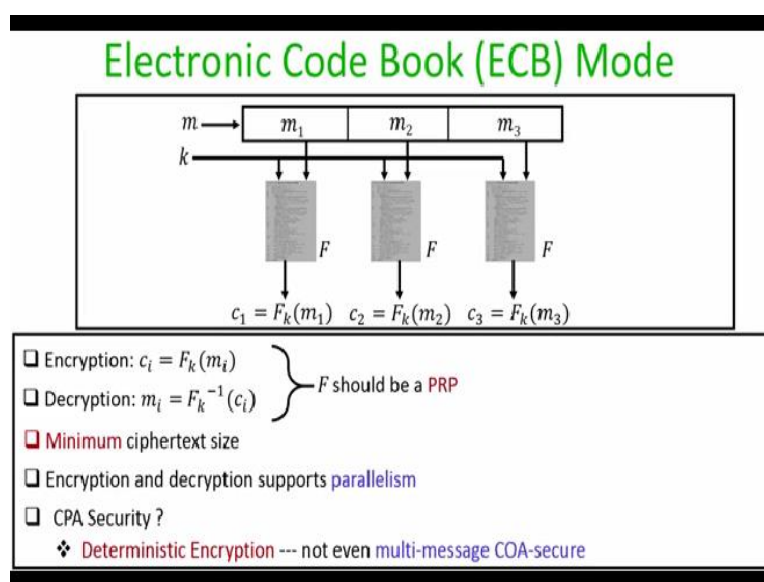 Electronic Code Book (ECB) Mode
m m₁ m₂ m₃
k
F F F
c₁ = Fₖ(m₁) c₂ = Fₖ(m₂) c₃ = Fₖ(m₃)
❑ Encryption: cᵢ = Fₖ(mᵢ)
F should be a PRP
❑ Decryption: mᵢ = Fₖ⁻¹(cᵢ)
❑ Minimum ciphertext size
❑ Encryption and decryption supports parallelism
❑ CPA Security ?
❖ Deterministic Encryption --- not even multi-message COA-secure